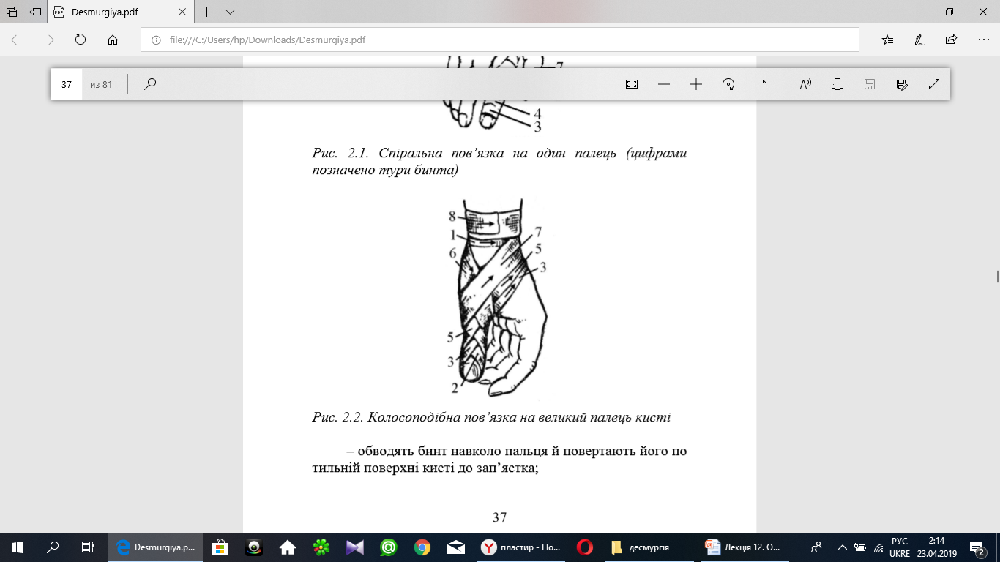 Desmurgiya.pdf
file:///C:/Users/hp/Downloads/Desmurgiya.pdf
37 из 81
7
4
3
Рис. 2.1. Спіральна пов’язка на один палець (цифрами
позначено тури бинта)
8
1
7
6
5
3
5
3
2
Рис. 2.2. Колосоподібна пов’язка на великий палець кисті
– обводять бинт навколо пальця й повертають його по
тильній поверхні кисті до зап’ястка;
37
Desmurgiya.p...
пластир - По...
десмургія
Лекція 12. О...
РУС
UKRE
2:14
23.04.2019
2